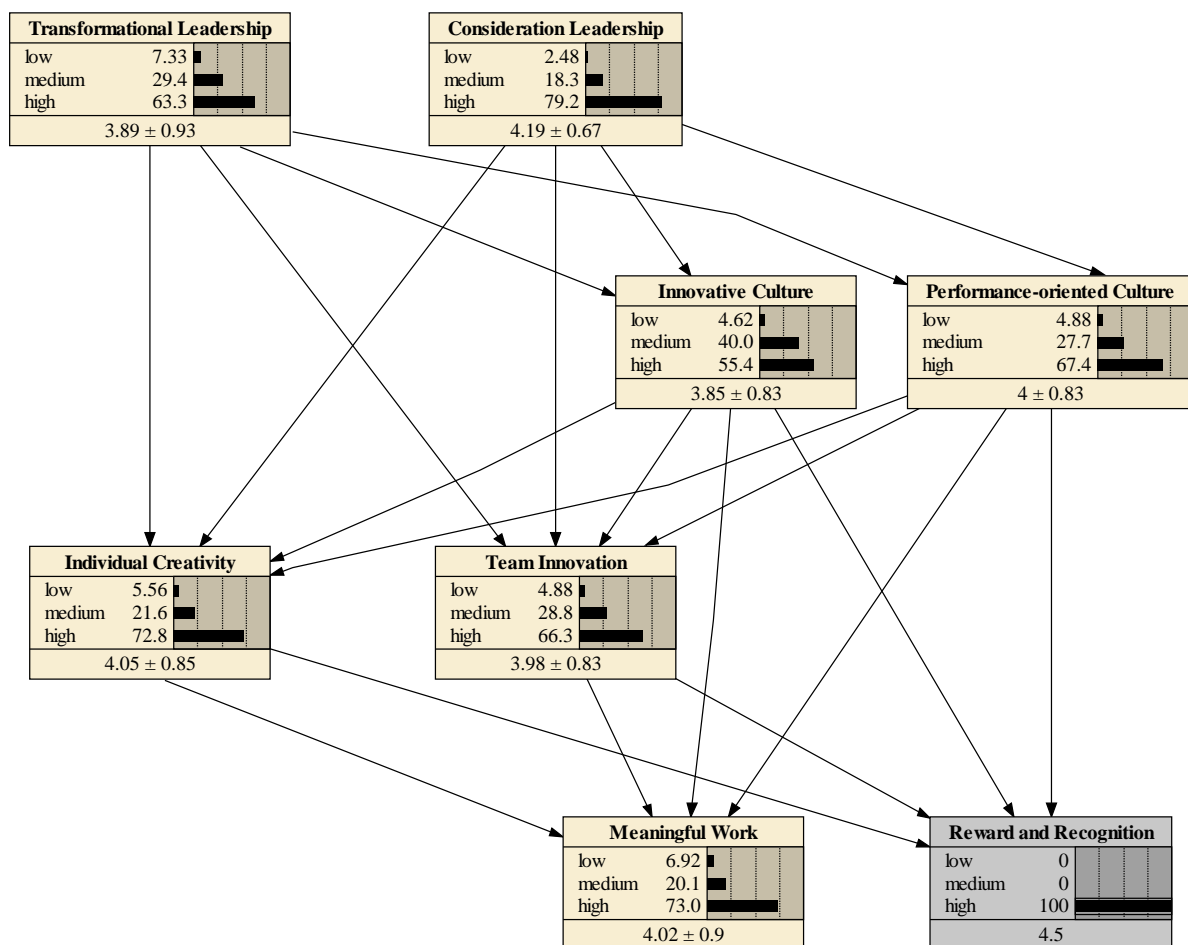 Transformational Leadership
low 7.33
medium 29.4
high 63.3
3.89 ± 0.93
Consideration Leadership
low 2.48
medium 18.3
high 79.2
4.19 ± 0.67
Innovative Culture
low 4.62
medium 40.0
high 55.4
3.85 ± 0.83
Performance-oriented Culture
low 4.88
medium 27.7
high 67.4
4 ± 0.83
Individual Creativity
low 5.56
medium 21.6
high 72.8
4.05 ± 0.85
Team Innovation
low 4.88
medium 28.8
high 66.3
3.98 ± 0.83
Meaningful Work
low 6.92
medium 20.1
high 73.0
4.02 ± 0.9
Reward and Recognition
low 0
medium 0
high 100
4.5